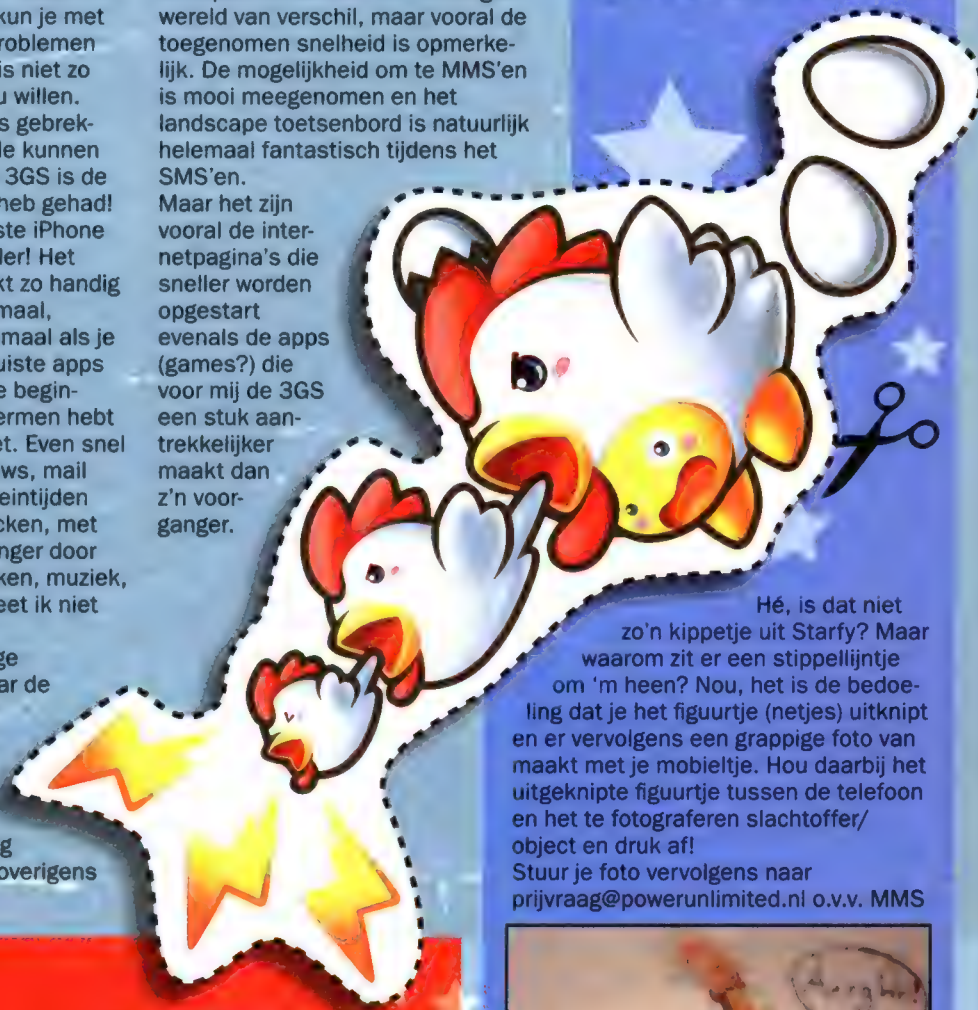 kun je met
roblemen
is niet zo
u willen.
s gebrek-
de kunnen
3GS is de
heb gehad!
ste iPhone
der! Het
kt zo handig
maal,
maal als je
uiste apps
e begin-
ermen hebt
et. Even snel
ws, mail
eintijden
cken, met
nger door
ken, muziek,
eet ik niet
ge
ar de
g
overigens
wereld van verschil, maar vooral de
toegenomen snelheid is opmerke-
lijk. De mogelijkheid om te MMS'en
is mooi meegenomen en het
landscape toetsenbord is natuurlijk
helemaal fantastisch tijdens het
SMS'en.
Maar het zijn
vooral de inter-
netpagina's die
sneller worden
opgestart
evenals de apps
(games?) die
voor mij de 3GS
een stuk aan-
trekkelijker
maakt dan
z'n voor-
ganger.
Hé, is dat niet
zo'n kippetje uit Starfy? Maar
waarom zit er een stippellijntje
om 'm heen? Nou, het is de bedoe-
ling dat je het figuurtje (netjes) uitknipt
en er vervolgens een grappige foto van
maakt met je mobieltje. Hou daarbij het
uitgeknipte figuurtje tussen de telefoon
en het te fotograferen slachtoffer/
object en druk af!
Stuur je foto vervolgens naar
prijvraag@powerunlimited.nl o.v.v. MMS